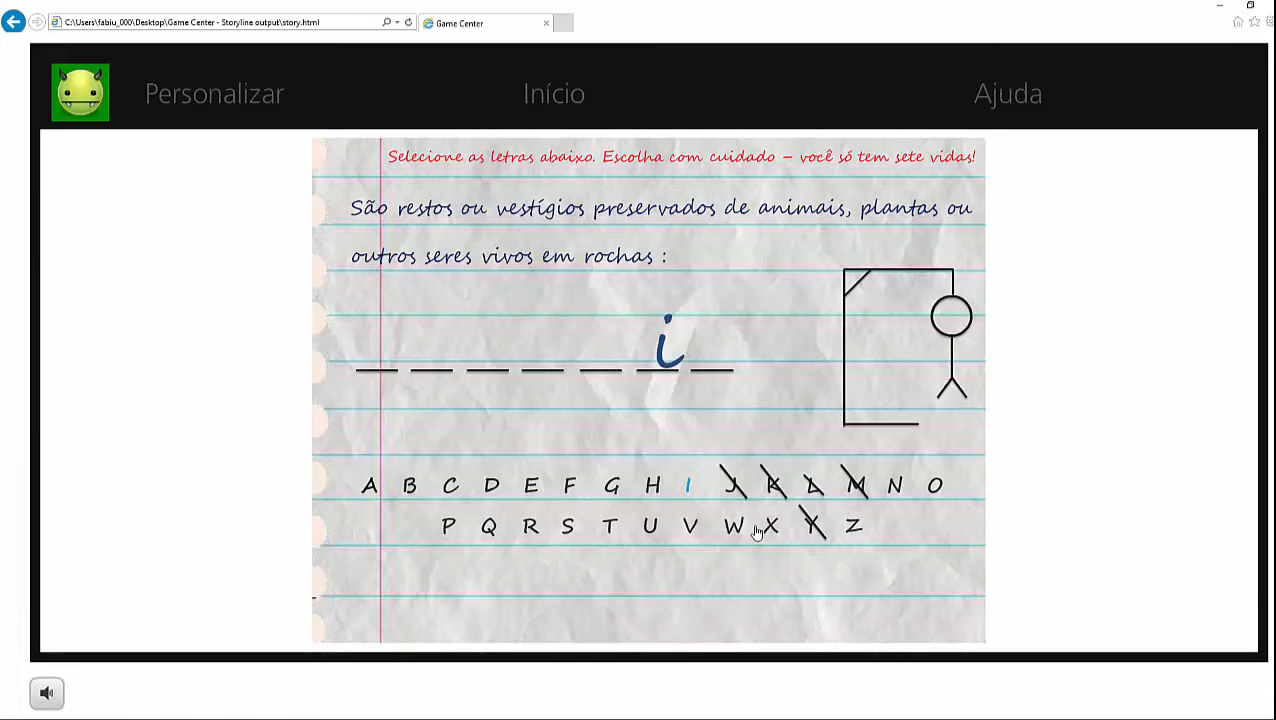 C:\Users\fabiu_000\Desktop\Game Center - Storyline output\story.html
Game Center
Personalizar Início Ajuda
Selecione as letras abaixo. Escolha com cuidado – você só tem sete vidas!
São restos ou vestígios preservados de animais, plantas ou
outros seres vivos em rochas :
i
A B C D E F G H I J K L M N O
P Q R S T U V W X Y Z